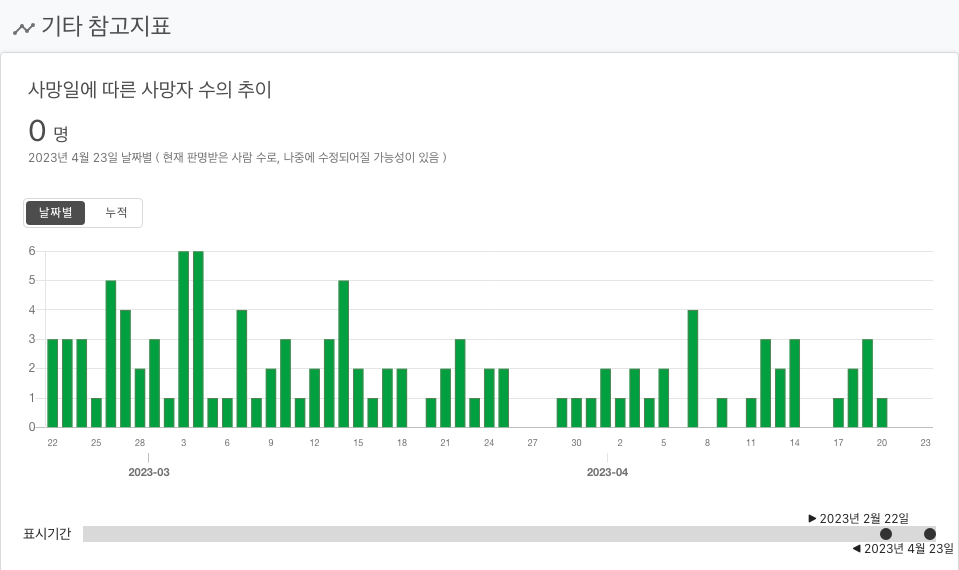 기타 참고지표
사망일에 따른 사망자 수의 추이
0 명
2023년 4월 23일 날짜별 ( 현재 판명받은 사람 수로, 나중에 수정되어질 가능성이 있음 )
날짜별 누적
6
5
4
3
2
1
0
22 25 28 3 6 9 12 15 18 21 24 27 30 2 5 8 11 14 17 20 23
2023-03 2023-04
▶ 2023년 2월 22일
표시기간
◀ 2023년 4월 23일